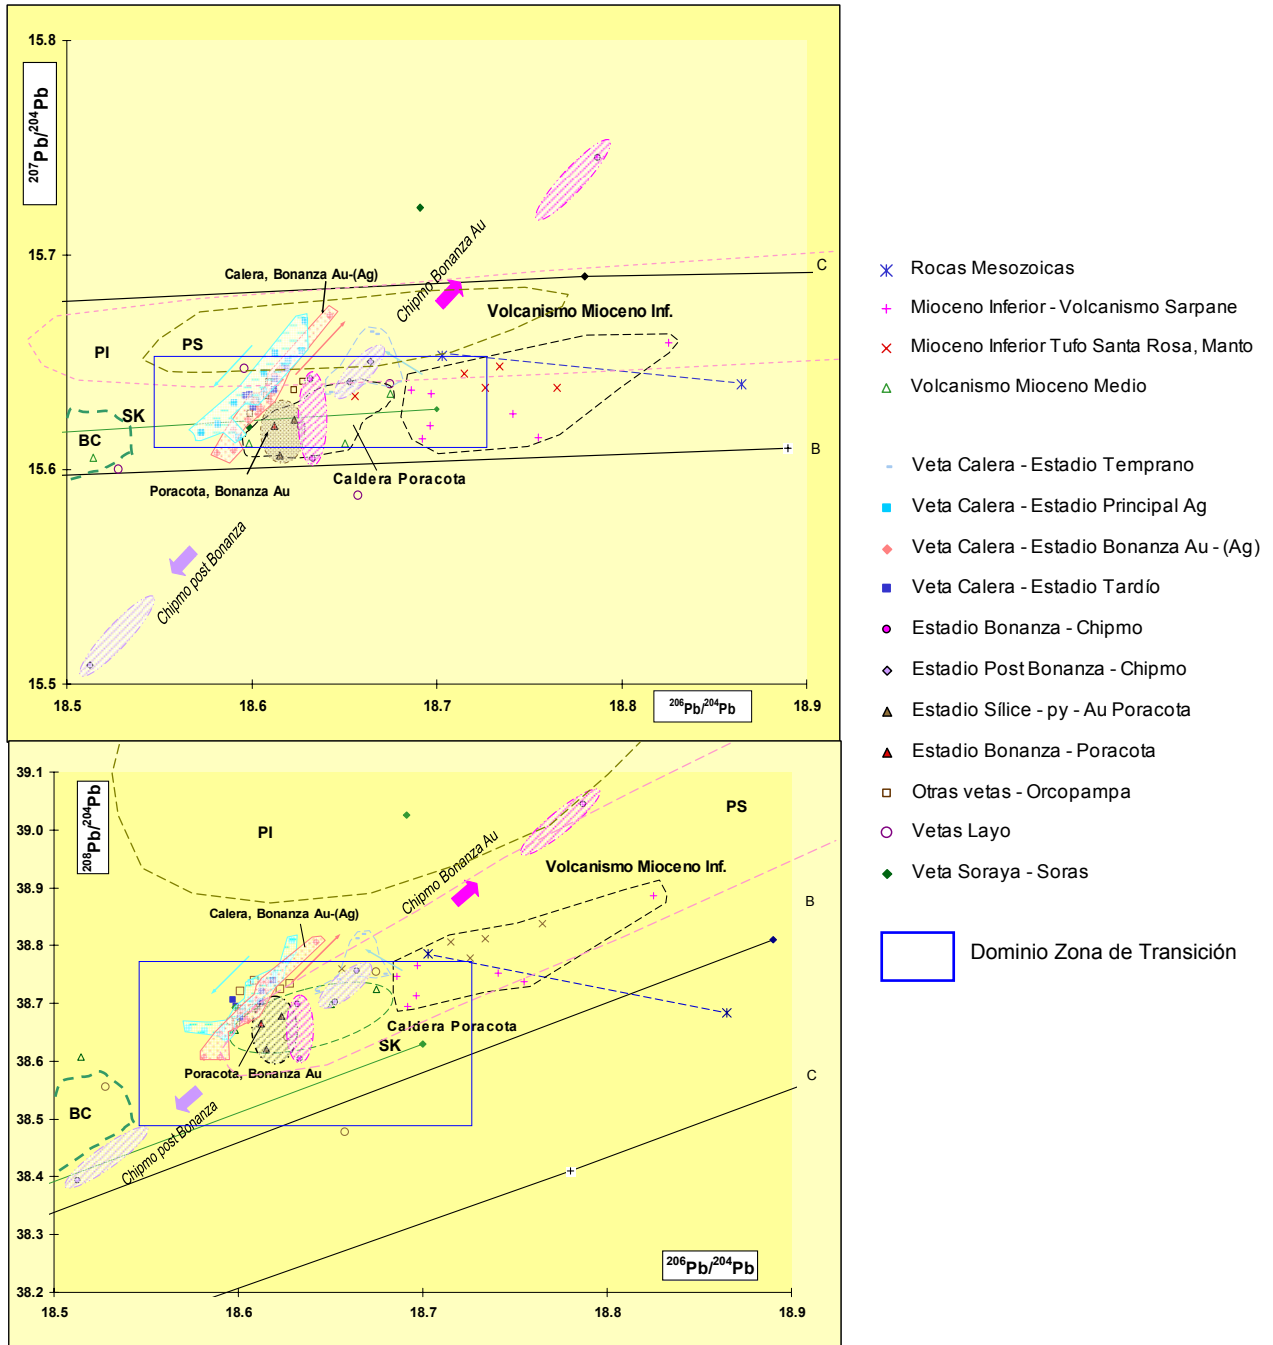 15.8
207Pb/204Pb
15.7
Calera, Bonanza Au-(Ag)
Chipmo Bonanza Au
C
Volcanismo Mioceno Inf.
PI
PS
SK
BC
15.6
B
Poracota, Bonanza Au
Caldera Poracota
Chipmo post Bonanza
15.5
18.5
18.6
18.7
206Pb/204Pb
18.8
18.9
39.1
208Pb/204Pb
39.0
PI
PS
38.9
Volcanismo Mioceno Inf.
Chipmo Bonanza Au
B
Calera, Bonanza Au-(Ag)
38.8
38.7
Caldera Poracota
SK
38.6
Poracota, Bonanza Au
C
BC
38.5
Chipmo post Bonanza
38.4
38.3
206Pb/204Pb
38.2
18.5
18.6
18.7
18.8
18.9
Rocas Mesozoicas
Mioceno Inferior - Volcanismo Sarpane
Mioceno Inferior Tufo Santa Rosa, Manto
Volcanismo Mioceno Medio
Veta Calera - Estadio Temprano
Veta Calera - Estadio Principal Ag
Veta Calera - Estadio Bonanza Au - (Ag)
Veta Calera - Estadio Tardío
Estadio Bonanza - Chipmo
Estadio Post Bonanza - Chipmo
Estadio Sílice - py - Au Poracota
Estadio Bonanza - Poracota
Otras vetas - Orcopampa
Vetas Layo
Veta Soraya - Soras
Dominio Zona de Transición